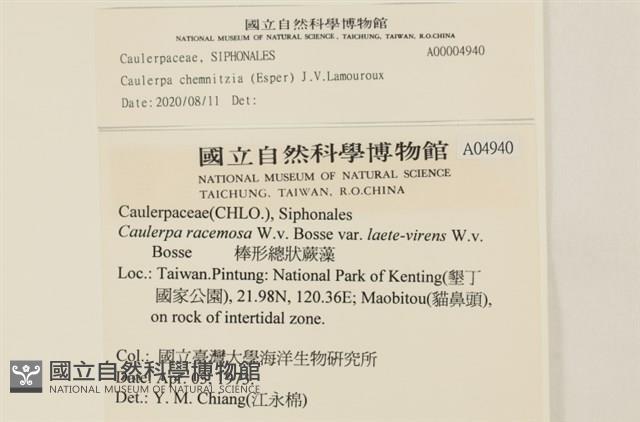 國立自然科學博物館
NATIONAL MUSEUM OF NATURAL SCIENCE, TAICHUNG, TAIWAN, R.O.CHINA
Caulerpaceae, SIPHONALES A00004940
Caulerpa chemnitzia (Esper) J.V.Lamouroux
Date:2020/08/11 Det:
國立自然科學博物館 A04940
NATIONAL MUSEUM OF NATURAL SCIENCE
TAICHUNG, TAIWAN, R.O.CHINA
Caulerpaceae(CHLO.), Siphonales
Caulerpa racemosa W.v. Bosse var. laete-virens W.v.
Bosse 棒形總狀蕨藻
Loc.: Taiwan.Pintung: National Park of Kenting(墾丁
國家公園), 21.98N, 120.36E; Maobitou(貓鼻頭),
on rock of intertidal zone.
Col.: 國立臺灣大學海洋生物研究所
Date: Apr. 05, 1975
Det.: Y. M. Chiang(江永棉)
國立自然科學博物館
NATIONAL MUSEUM OF NATURAL SCIENCE